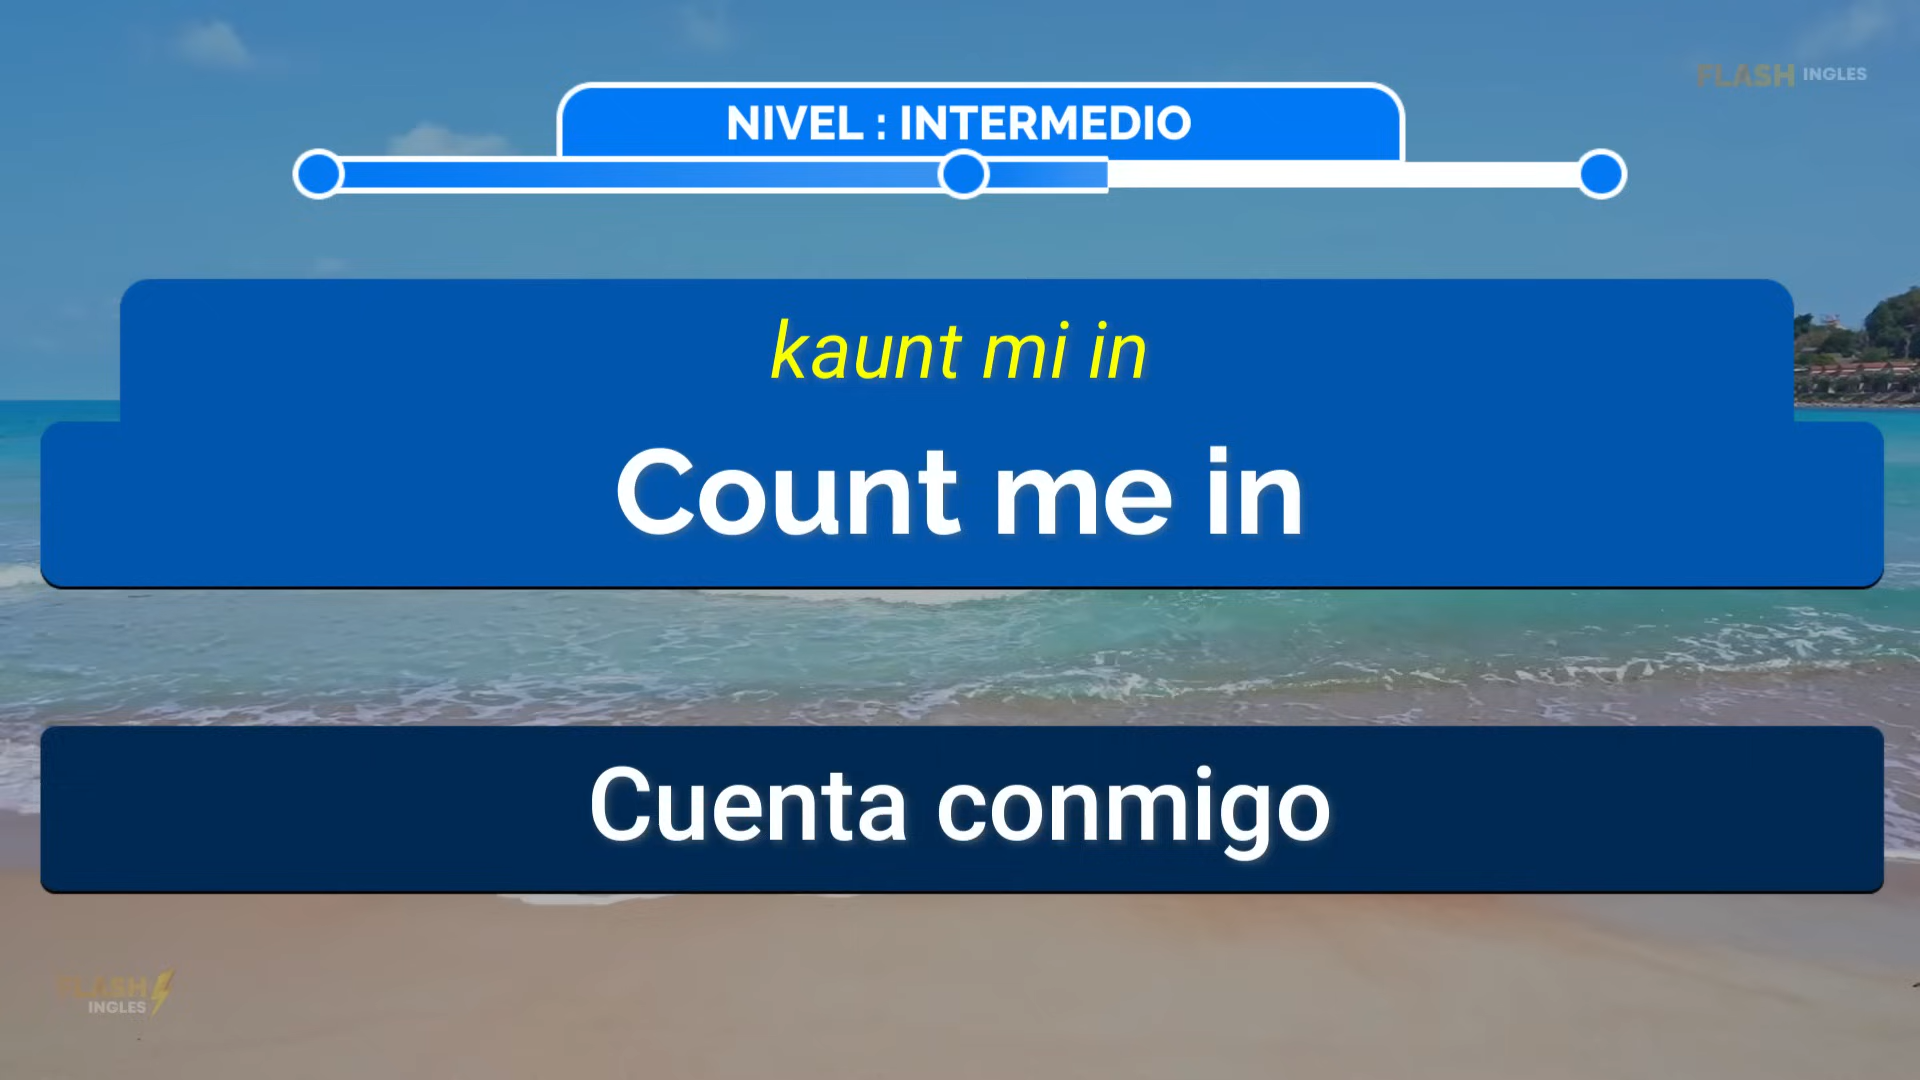 FLASH INGLES
NIVEL : INTERMEDIO
kaunt mi in
Count me in
Cuenta conmigo
FLASH
INGLES